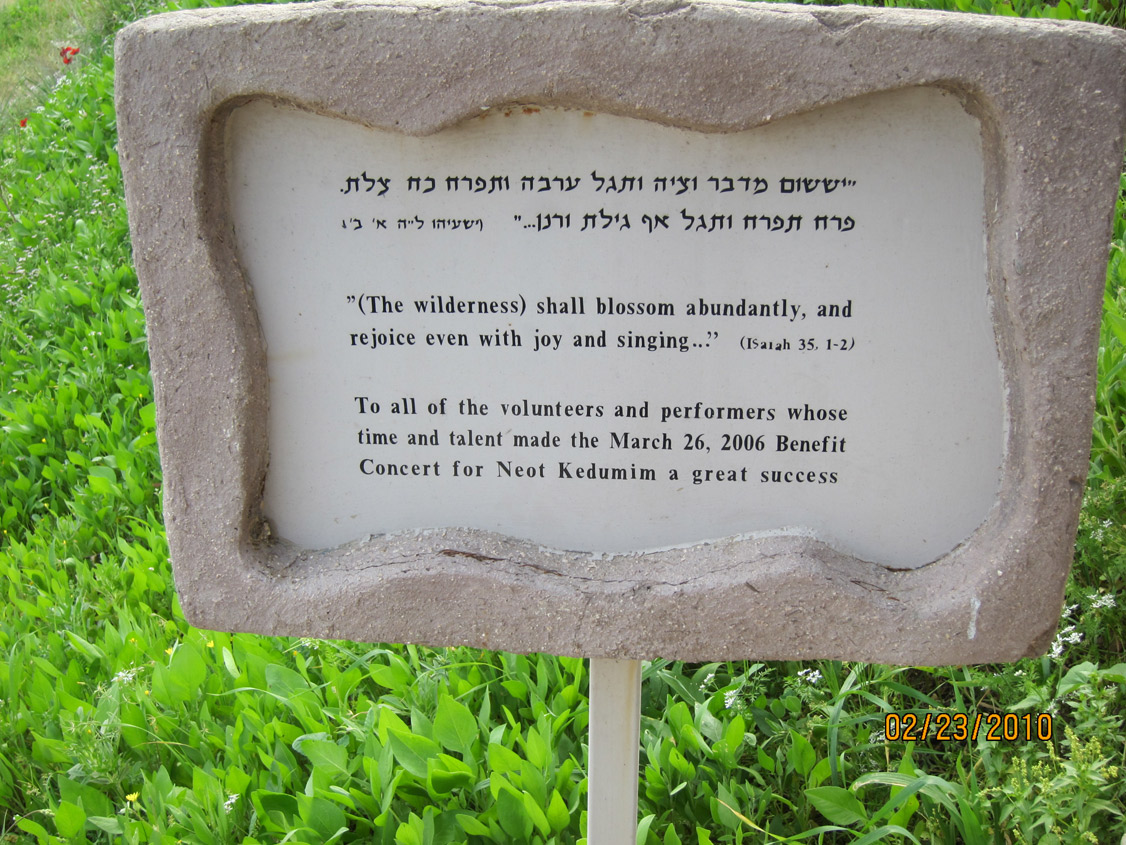 "יששום מדבר וציה ותגל ערבה ותפרח כח צלת.
פרח תפרח ותגל אף גילת ורנן..." (ישעיהו ל״ה א׳ ב׳)
"(The wilderness) shall blossom abundantly, and
rejoice even with joy and singing..." (ISaiah 35, 1-2)
To all of the volunteers and performers whose
time and talent made the March 26, 2006 Benefit
Concert for Neot Kedumim a great success
02/23/2010